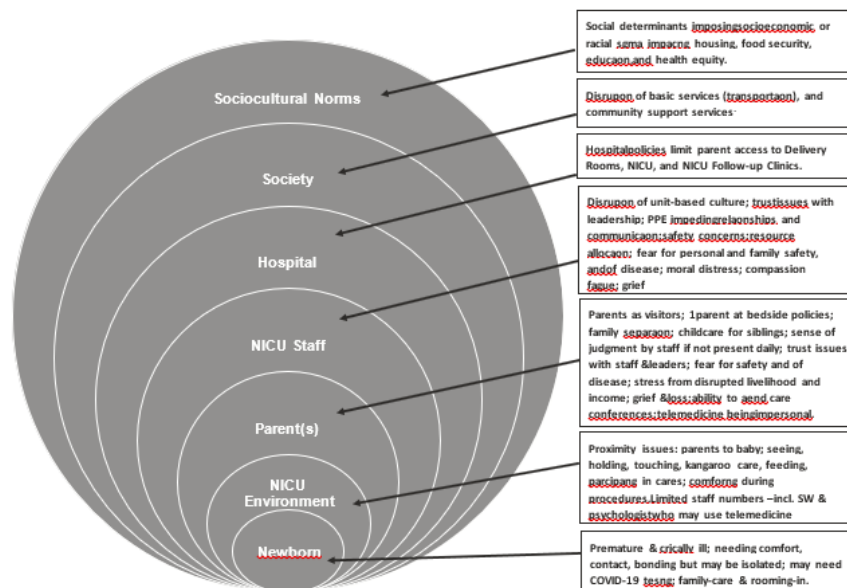 Social determinants imposingsocioeconomic or
racial sgma impacng housing, food security,
educaon,and health equity.
Sociocultural Norms
Disrupon of basic services (transportaon), and
community support services
Society
Hospitalpolicies limit parent access to Delivery
Rooms, NICU, and NICU Follow-up Clinics.
Hospital
Disrupon of unit-based culture; trustissues with
leadership; PPE impedingrelaonships and
communicaon;safety concerns;resource
allocaon; fear for personal and family safety,
andof disease; moral distress; compassion
fague; grief
NICU Staff
Parents as visitors; 1parent at bedside policies;
family separaon; childcare for siblings; sense of
judgment by staff if not present daily; trust issues
with staff &leaders; fear for safety and of
disease; stress from disrupted livelihood and
income; grief &loss;ability to aend care
conferences;telemedicine beingimpersonal.
Parent(s)
Proximity issues: parents to baby; seeing,
holding, touching, kangaroo care, feeding,
parcipang in cares; comforng during
procedures.Limited staff numbers –incl. SW &
psychologistwho may use telemedicine
NICU
Environment
Premature & crically ill; needing comfort,
contact, bonding but may be isolated; may need
COVID-19 tesng; family-care & rooming-in.
Newborn